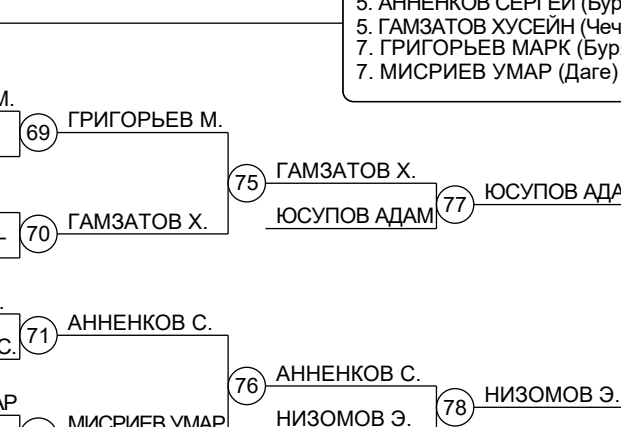 5. АННЕНКОВ СЕРГЕЙ (Бур
5. ГАМЗАТОВ ХУСЕЙН (Чеч
7. ГРИГОРЬЕВ МАРК (Бур
7. МИСРИЕВ УМАР (Даге)
М.
69 ГРИГОРЬЕВ М.
75 ГАМЗАТОВ Х.
77 ЮСУПОВ АДА
ЮСУПОВ АДАМ
70 ГАМЗАТОВ Х.
71 АННЕНКОВ С.
С.
76 АННЕНКОВ С.
78 НИЗОМОВ Э.
АР
МИСРИЕВ УМАР
НИЗОМОВ Э.